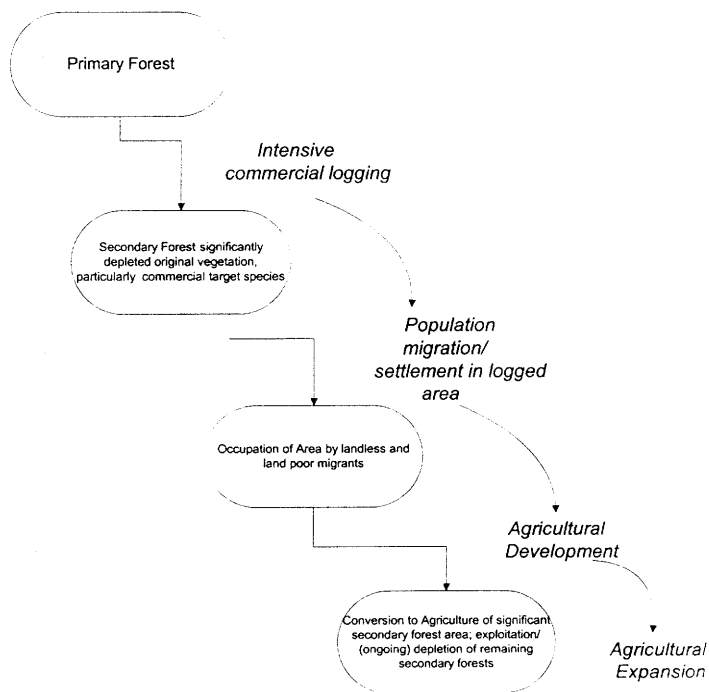 Primary Forest
Intensive
commercial logging
Secondary Forest significantly
depleted original vegetation,
particularly commercial target species
Population
migration/
settlement in logged
area
Occupation of Area by landless and
land poor migrants
Agricultural
Development
Conversion to Agriculture of significant
secondary forest area; exploitation/
(ongoing) depletion of remaining
secondary forests
Agricultural
Expansion